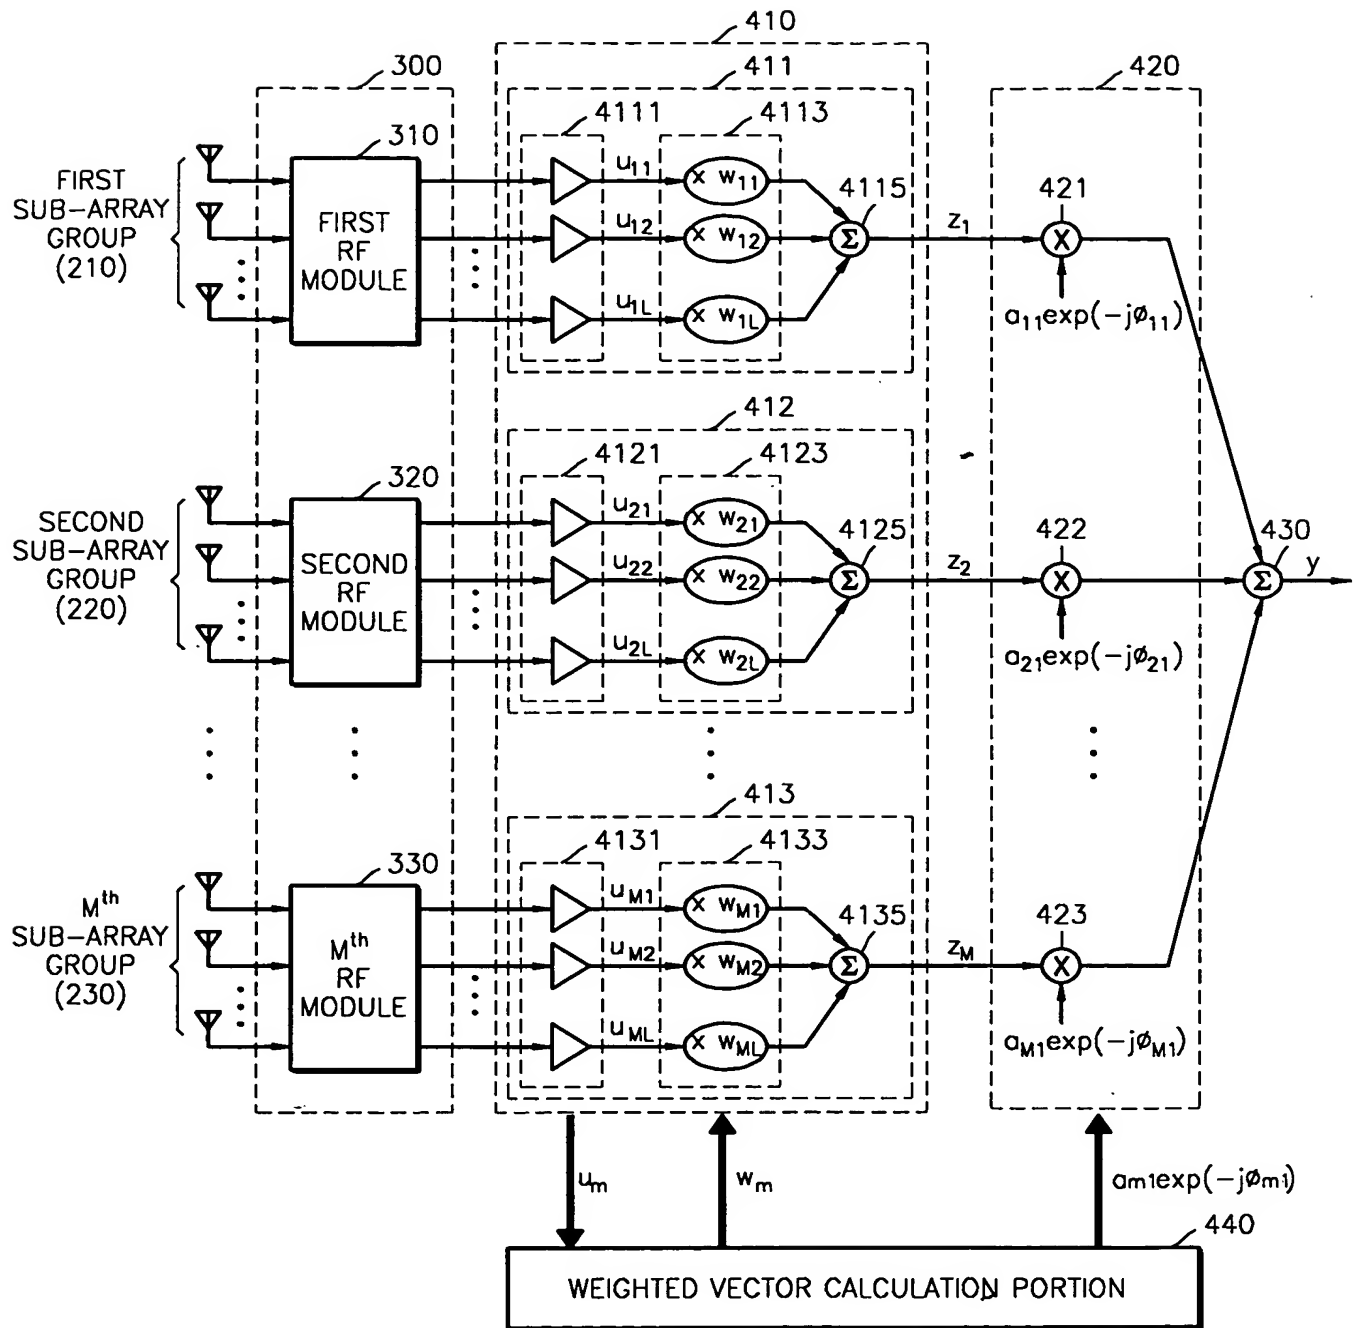 410
300
411
420
4111
4113
310
FIRST
SUB-ARRAY
GROUP
(210)
FIRST
RF
MODULE
u11
u12
u1L
× w11
× w12
× w1L
4115
Σ
z1
421
X
a11exp(-jø11)
412
4121
4123
320
SECOND
SUB-ARRAY
GROUP
(220)
SECOND
RF
MODULE
u21
u22
u2L
× w21
× w22
× w2L
4125
Σ
z2
422
X
a21exp(-jø21)
430
Σ
y
413
4131
4133
330
Mth
SUB-ARRAY
GROUP
(230)
Mth
RF
MODULE
uM1
uM2
uML
× wM1
× wM2
× wML
4135
Σ
zM
423
X
aM1exp(-jøM1)
um
wm
am1exp(-jøm1)
440
WEIGHTED VECTOR CALCULATION PORTION